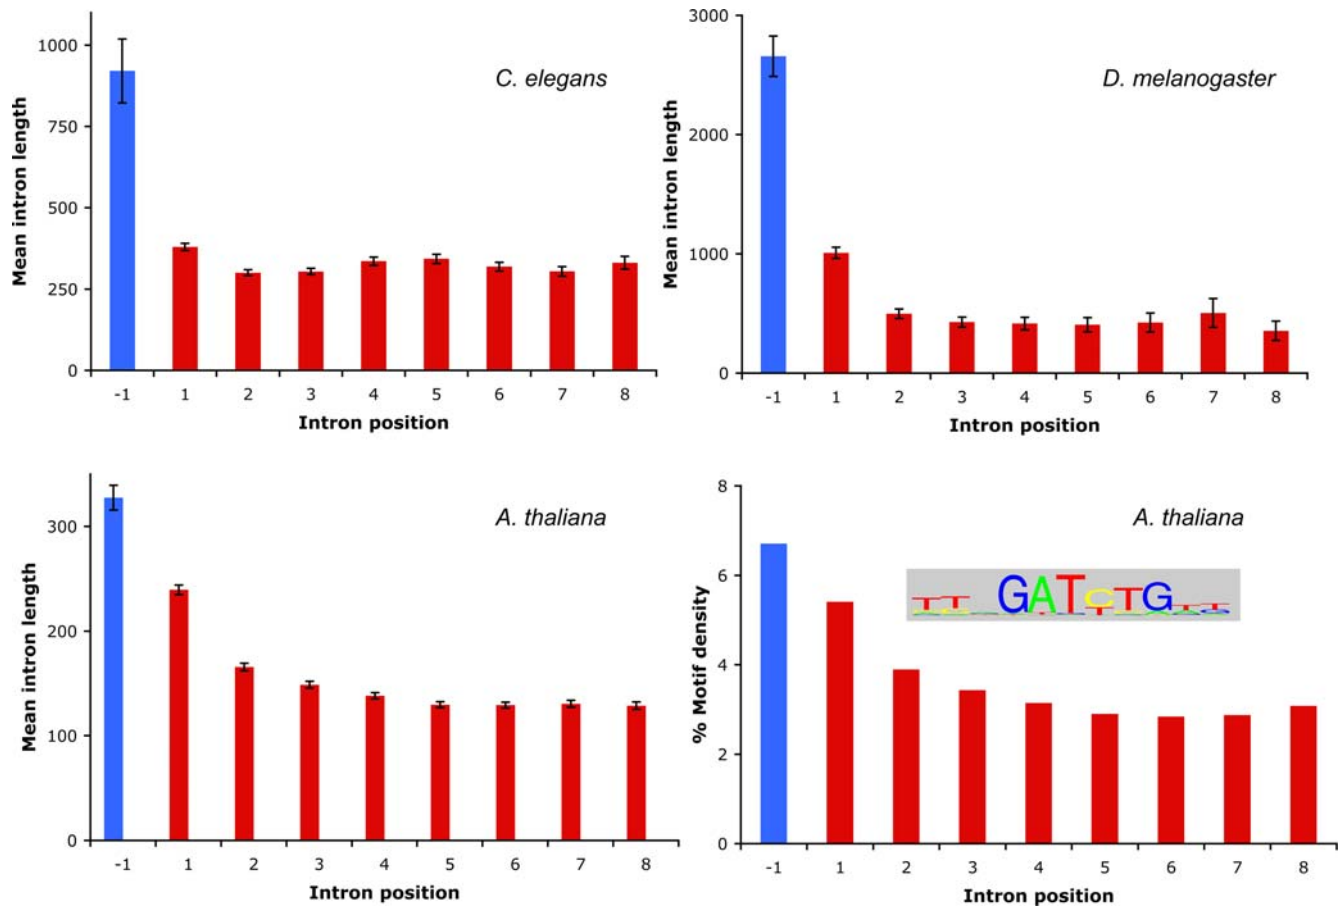 C. elegans
Mean intron length
1000
750
500
250
0
-1 1 2 3 4 5 6 7 8
Intron position
D. melanogaster
Mean intron length
3000
2000
1000
0
-1 1 2 3 4 5 6 7 8
Intron position
A. thaliana
Mean intron length
300
200
100
0
-1 1 2 3 4 5 6 7 8
Intron position
A. thaliana
% Motif density
8
6
4
2
0
TT GATCTG
-1 1 2 3 4 5 6 7 8
Intron position